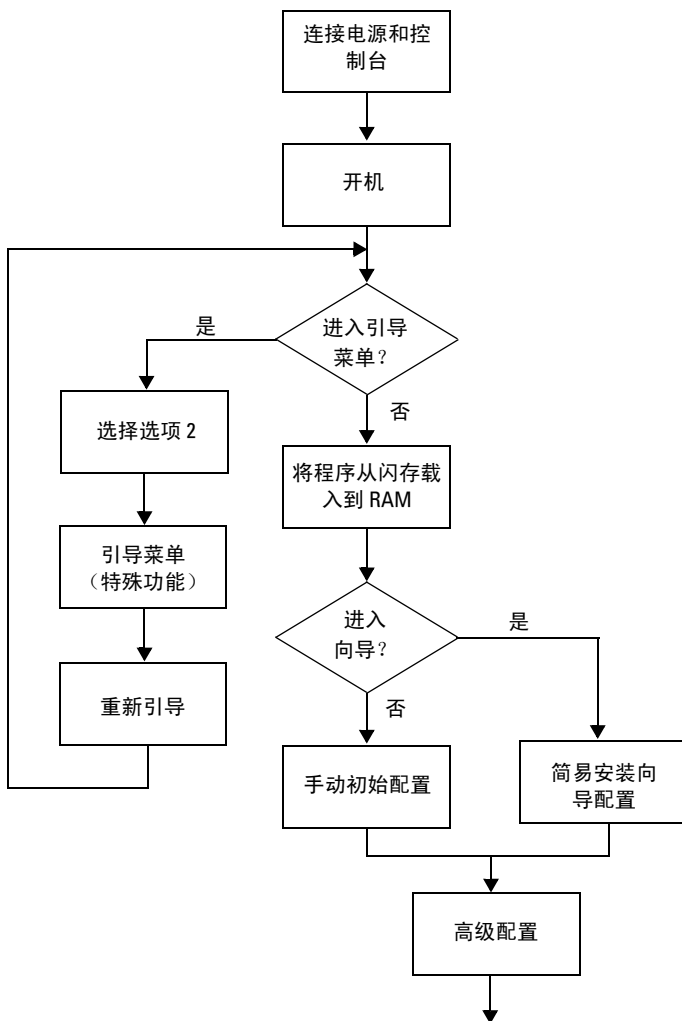 连接电源和控
制台
开机
进入引导
菜单？
是
否
选择选项 2
将程序从闪存载
入到 RAM
引导菜单
（特殊功能）
进入
向导？
是
否
重新引导
手动初始配置
简易安装向
导配置
高级配置